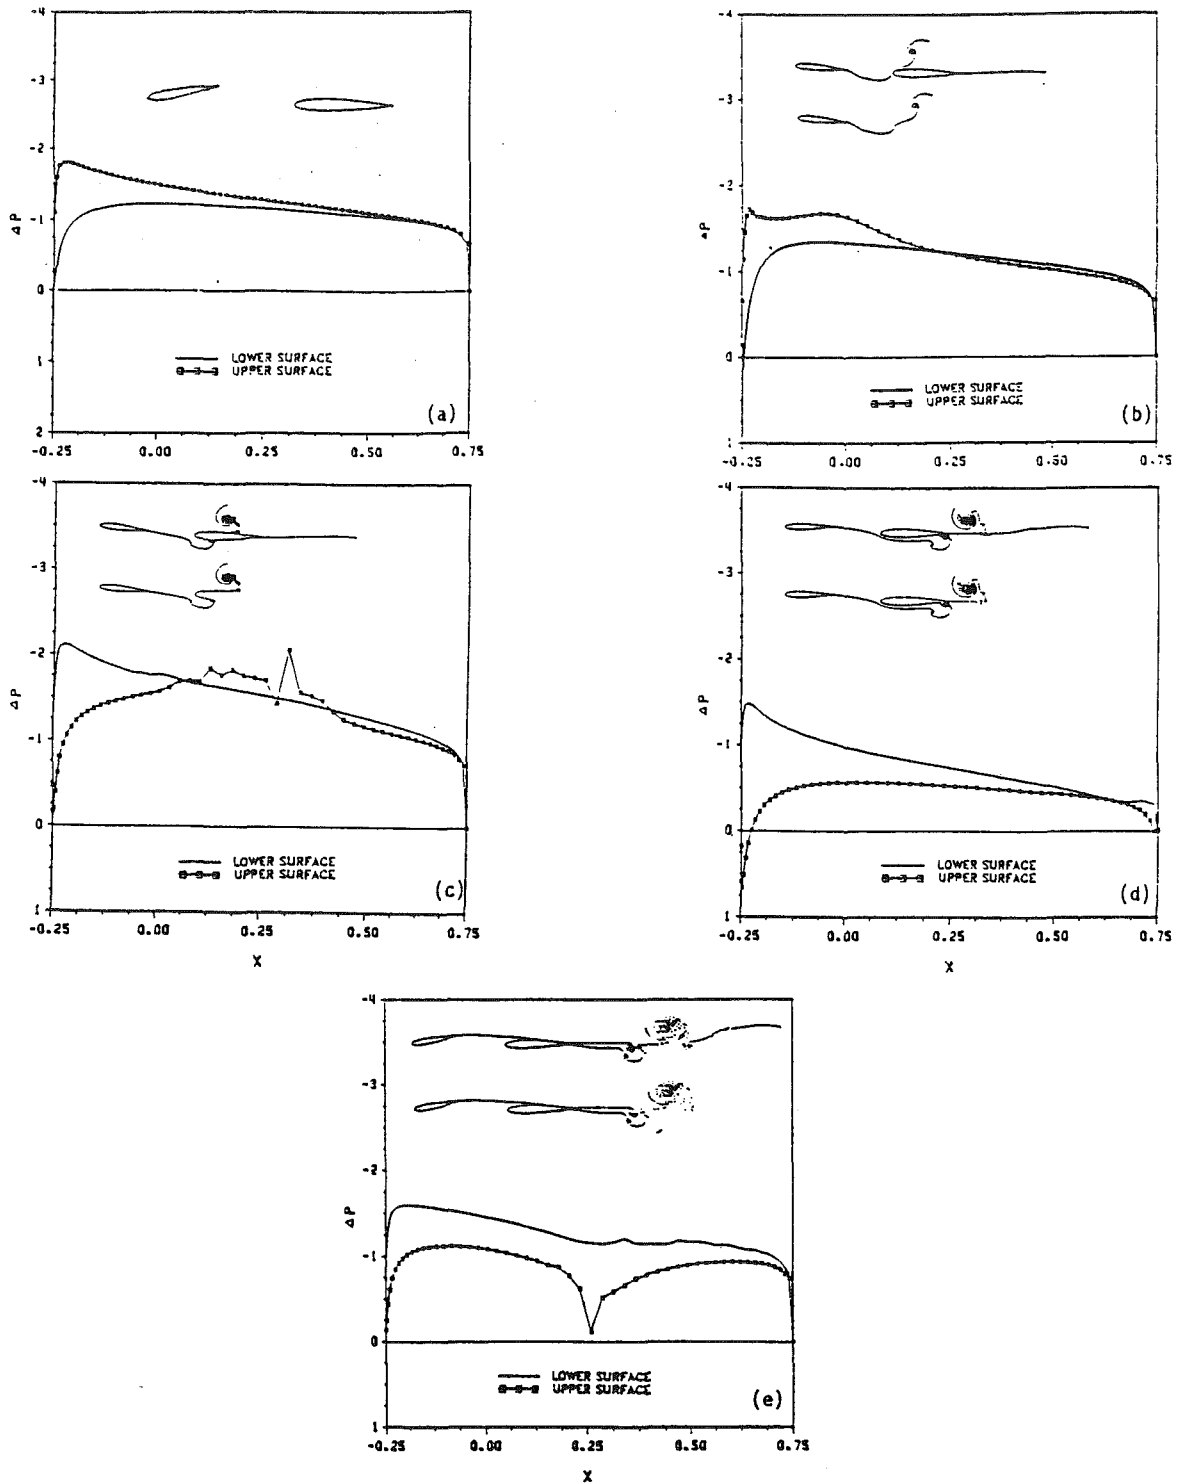 -4
-3
-2
ΔP
-1
0
1
2
LOWER SURFACE
UPPER SURFACE
(a)
-0.25
0.00
0.25
0.50
0.75
-4
-3
-2
ΔP
-1
0
1
LOWER SURFACE
UPPER SURFACE
(b)
-0.25
0.00
0.25
0.50
0.75
-4
-3
-2
ΔP
-1
0
1
LOWER SURFACE
UPPER SURFACE
(c)
-0.25
0.00
0.25
0.50
0.75
X
-4
-3
-2
ΔP
-1
0
1
LOWER SURFACE
UPPER SURFACE
(d)
-0.25
0.00
0.25
0.50
0.75
X
-4
-3
-2
ΔP
-1
0
1
LOWER SURFACE
UPPER SURFACE
(e)
-0.25
0.00
0.25
0.50
0.75
X